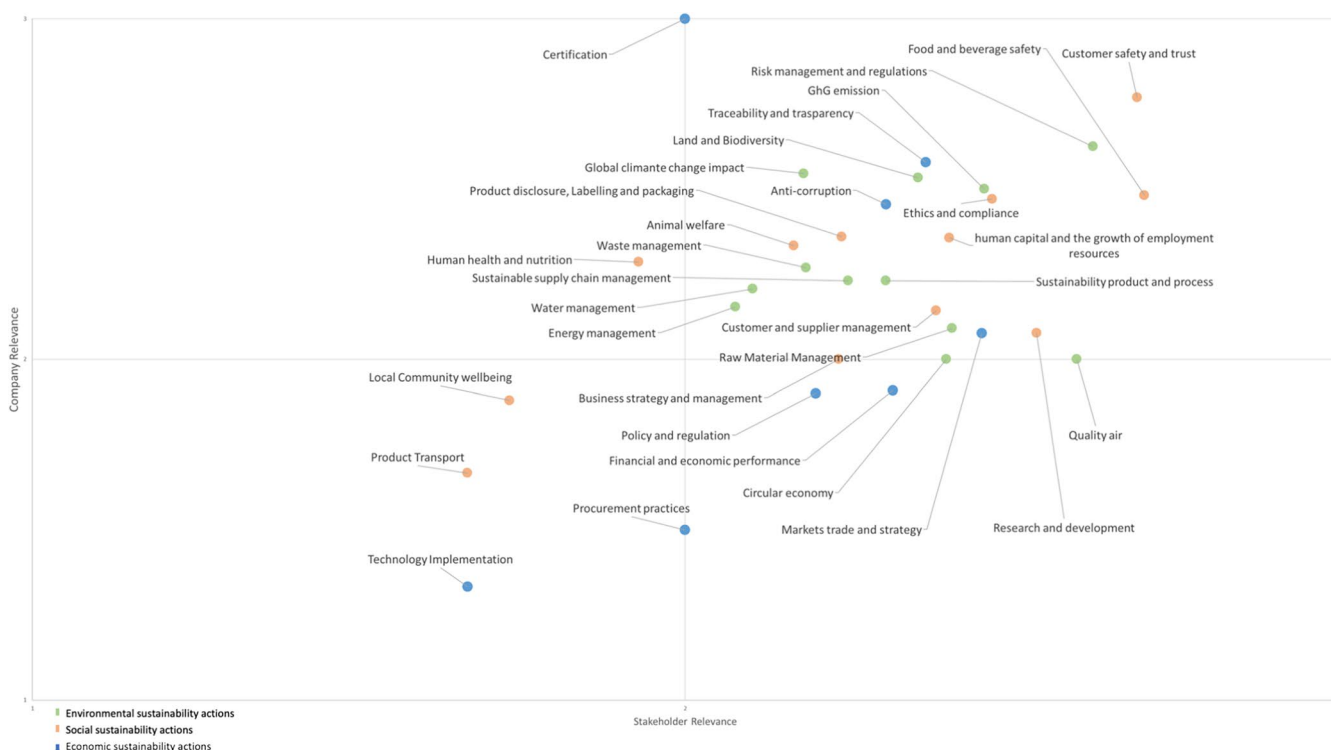 3
Certification
Food and beverage safety
Customer safety and trust
Risk management and regulations
GhG emission
Traceability and trasparency
Land and Biodiversity
Global climante change impact
Product disclosure, Labelling and packaging
Anti-corruption
Ethics and compliance
Animal welfare
human capital and the growth of employment
resources
Waste management
Human health and nutrition
Sustainable supply chain management
Sustainability product and process
Water management
Customer and supplier management
Energy management
Company Relevance
2
Raw Material Management
Local Community wellbeing
Business strategy and management
Policy and regulation
Quality air
Product Transport
Financial and economic performance
Circular economy
Procurement practices
Markets trade and strategy
Research and development
Technology Implementation
1
1
2
Stakeholder Relevance
Environmental sustainability actions
Social sustainability actions
Economic sustainability actions